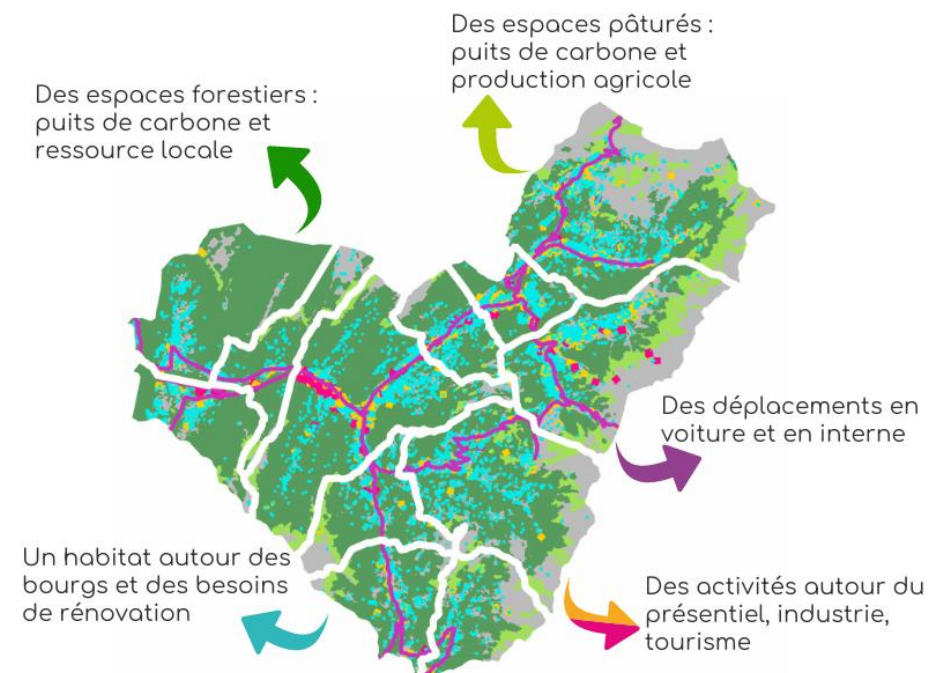 Des espaces pâturés :
puits de carbone et
production agricole
Des espaces forestiers :
puits de carbone et
ressource locale
Des déplacements en
voiture et en interne
Un habitat autour des
bourgs et des besoins
de rénovation
Des activités autour du
présentiel, industrie,
tourisme